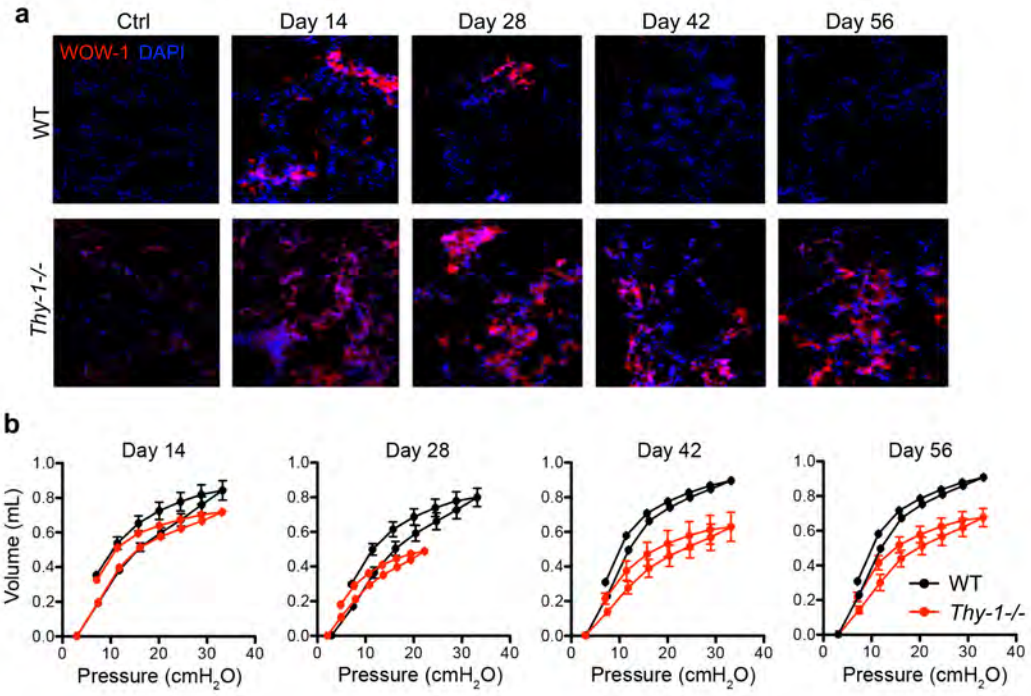 a
Ctrl Day 14 Day 28 Day 42 Day 56
WOW-1 DAPI
WT
Thy-1-/-
b
Day 14 Day 28 Day 42 Day 56
Volume (mL)
1.0 1.0 1.0 1.0
0.8 0.8 0.8 0.8
0.6 0.6 0.6 0.6
0.4 0.4 0.4 0.4
0.2 0.2 0.2 0.2
0.0 0.0 0.0 0.0
WT
Thy-1-/-
0 10 20 30 40 0 10 20 30 40 0 10 20 30 40 0 10 20 30 40
Pressure (cmH₂O) Pressure (cmH₂O) Pressure (cmH₂O) Pressure (cmH₂O)